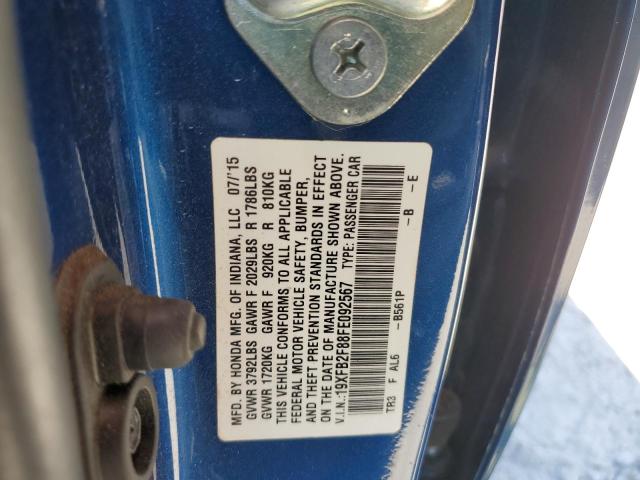 MFD. BY HONDA MFG. OF INDIANA, LLC 07/'15
GVWR 3792LBS GAWR F 2029LBS R 1786LBS
GVWR 1720KG GAWR F 920KG R 810KG
THIS VEHICLE CONFORMS TO ALL APPLICABLE
FEDERAL MOTOR VEHICLE SAFETY, BUMPER,
AND THEFT PREVENTION STANDARDS IN EFFECT
ON THE DATE OF MANUFACTURE SHOWN ABOVE.
V.I.N.:19XFB2F88FE092567 TYPE: PASSENGER CAR
TR3 F AL6 -B561P -B -E